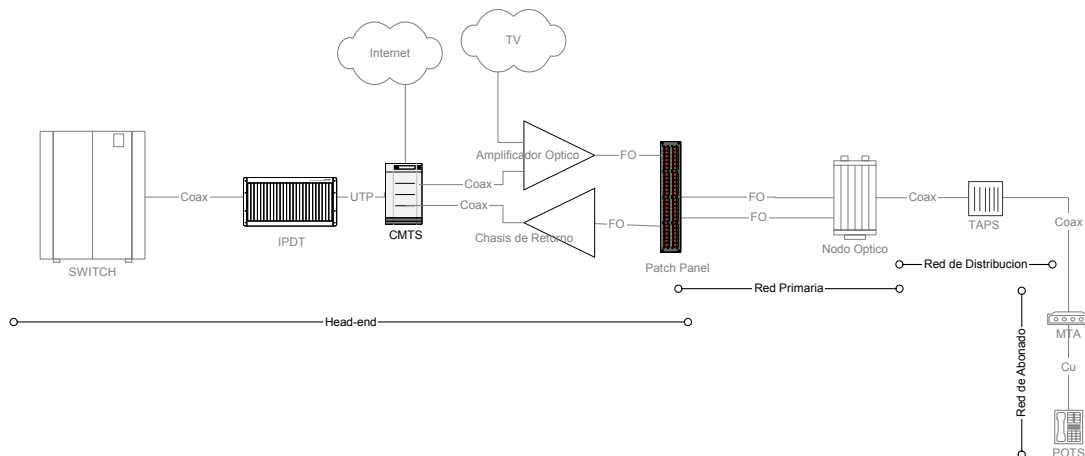 Internet
TV
Amplificador Optico
FO
Coax
UTP
Coax
Coax
CMTS
IPDT
SWITCH
Chasis de Retorno
FO
Patch Panel
FO
FO
Nodo Optico
Coax
TAPS
Coax
Red de Distribucion
Red Primaria
Head-end
Red de Abonado
MTA
Cu
POTS